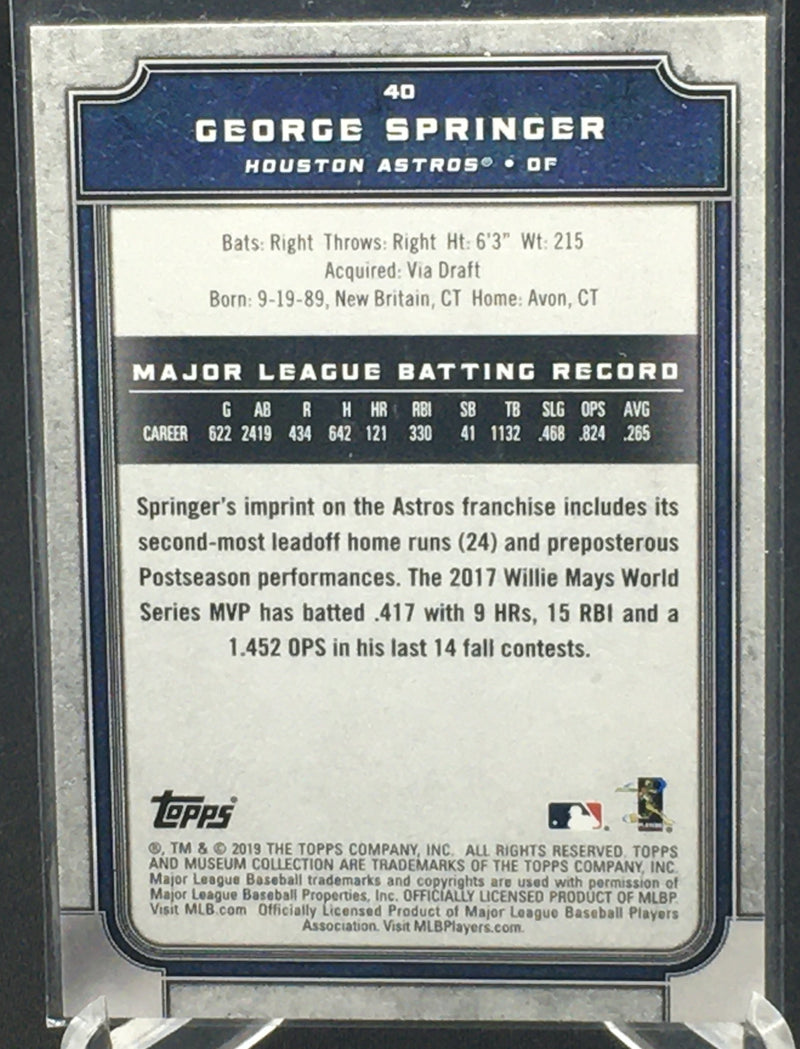 40
GEORGE SPRINGER
HOUSTON ASTROS® • OF
Bats: Right Throws: Right Ht: 6'3" Wt: 215
Acquired: Via Draft
Born: 9-19-89, New Britain, CT Home: Avon, CT
MAJOR LEAGUE BATTING RECORD
G AB R H HR RBI SB TB SLG OPS AVG
CAREER 622 2419 434 642 121 330 41 1132 .468 .824 .265
Springer's imprint on the Astros franchise includes its
second-most leadoff home runs (24) and preposterous
Postseason performances. The 2017 Willie Mays World
Series MVP has batted .417 with 9 HRs, 15 RBI and a
1.452 OPS in his last 14 fall contests.
Topps
®, TM & © 2019 THE TOPPS COMPANY, INC. ALL RIGHTS RESERVED. TOPPS
AND MUSEUM COLLECTION ARE TRADEMARKS OF THE TOPPS COMPANY, INC.
Major League Baseball trademarks and copyrights are used with permission of
Major League Baseball Properties, Inc. OFFICIALLY LICENSED PRODUCT OF MLBP.
Visit MLB.com Officially Licensed Product of Major League Baseball Players
Association. Visit MLBPlayers.com.